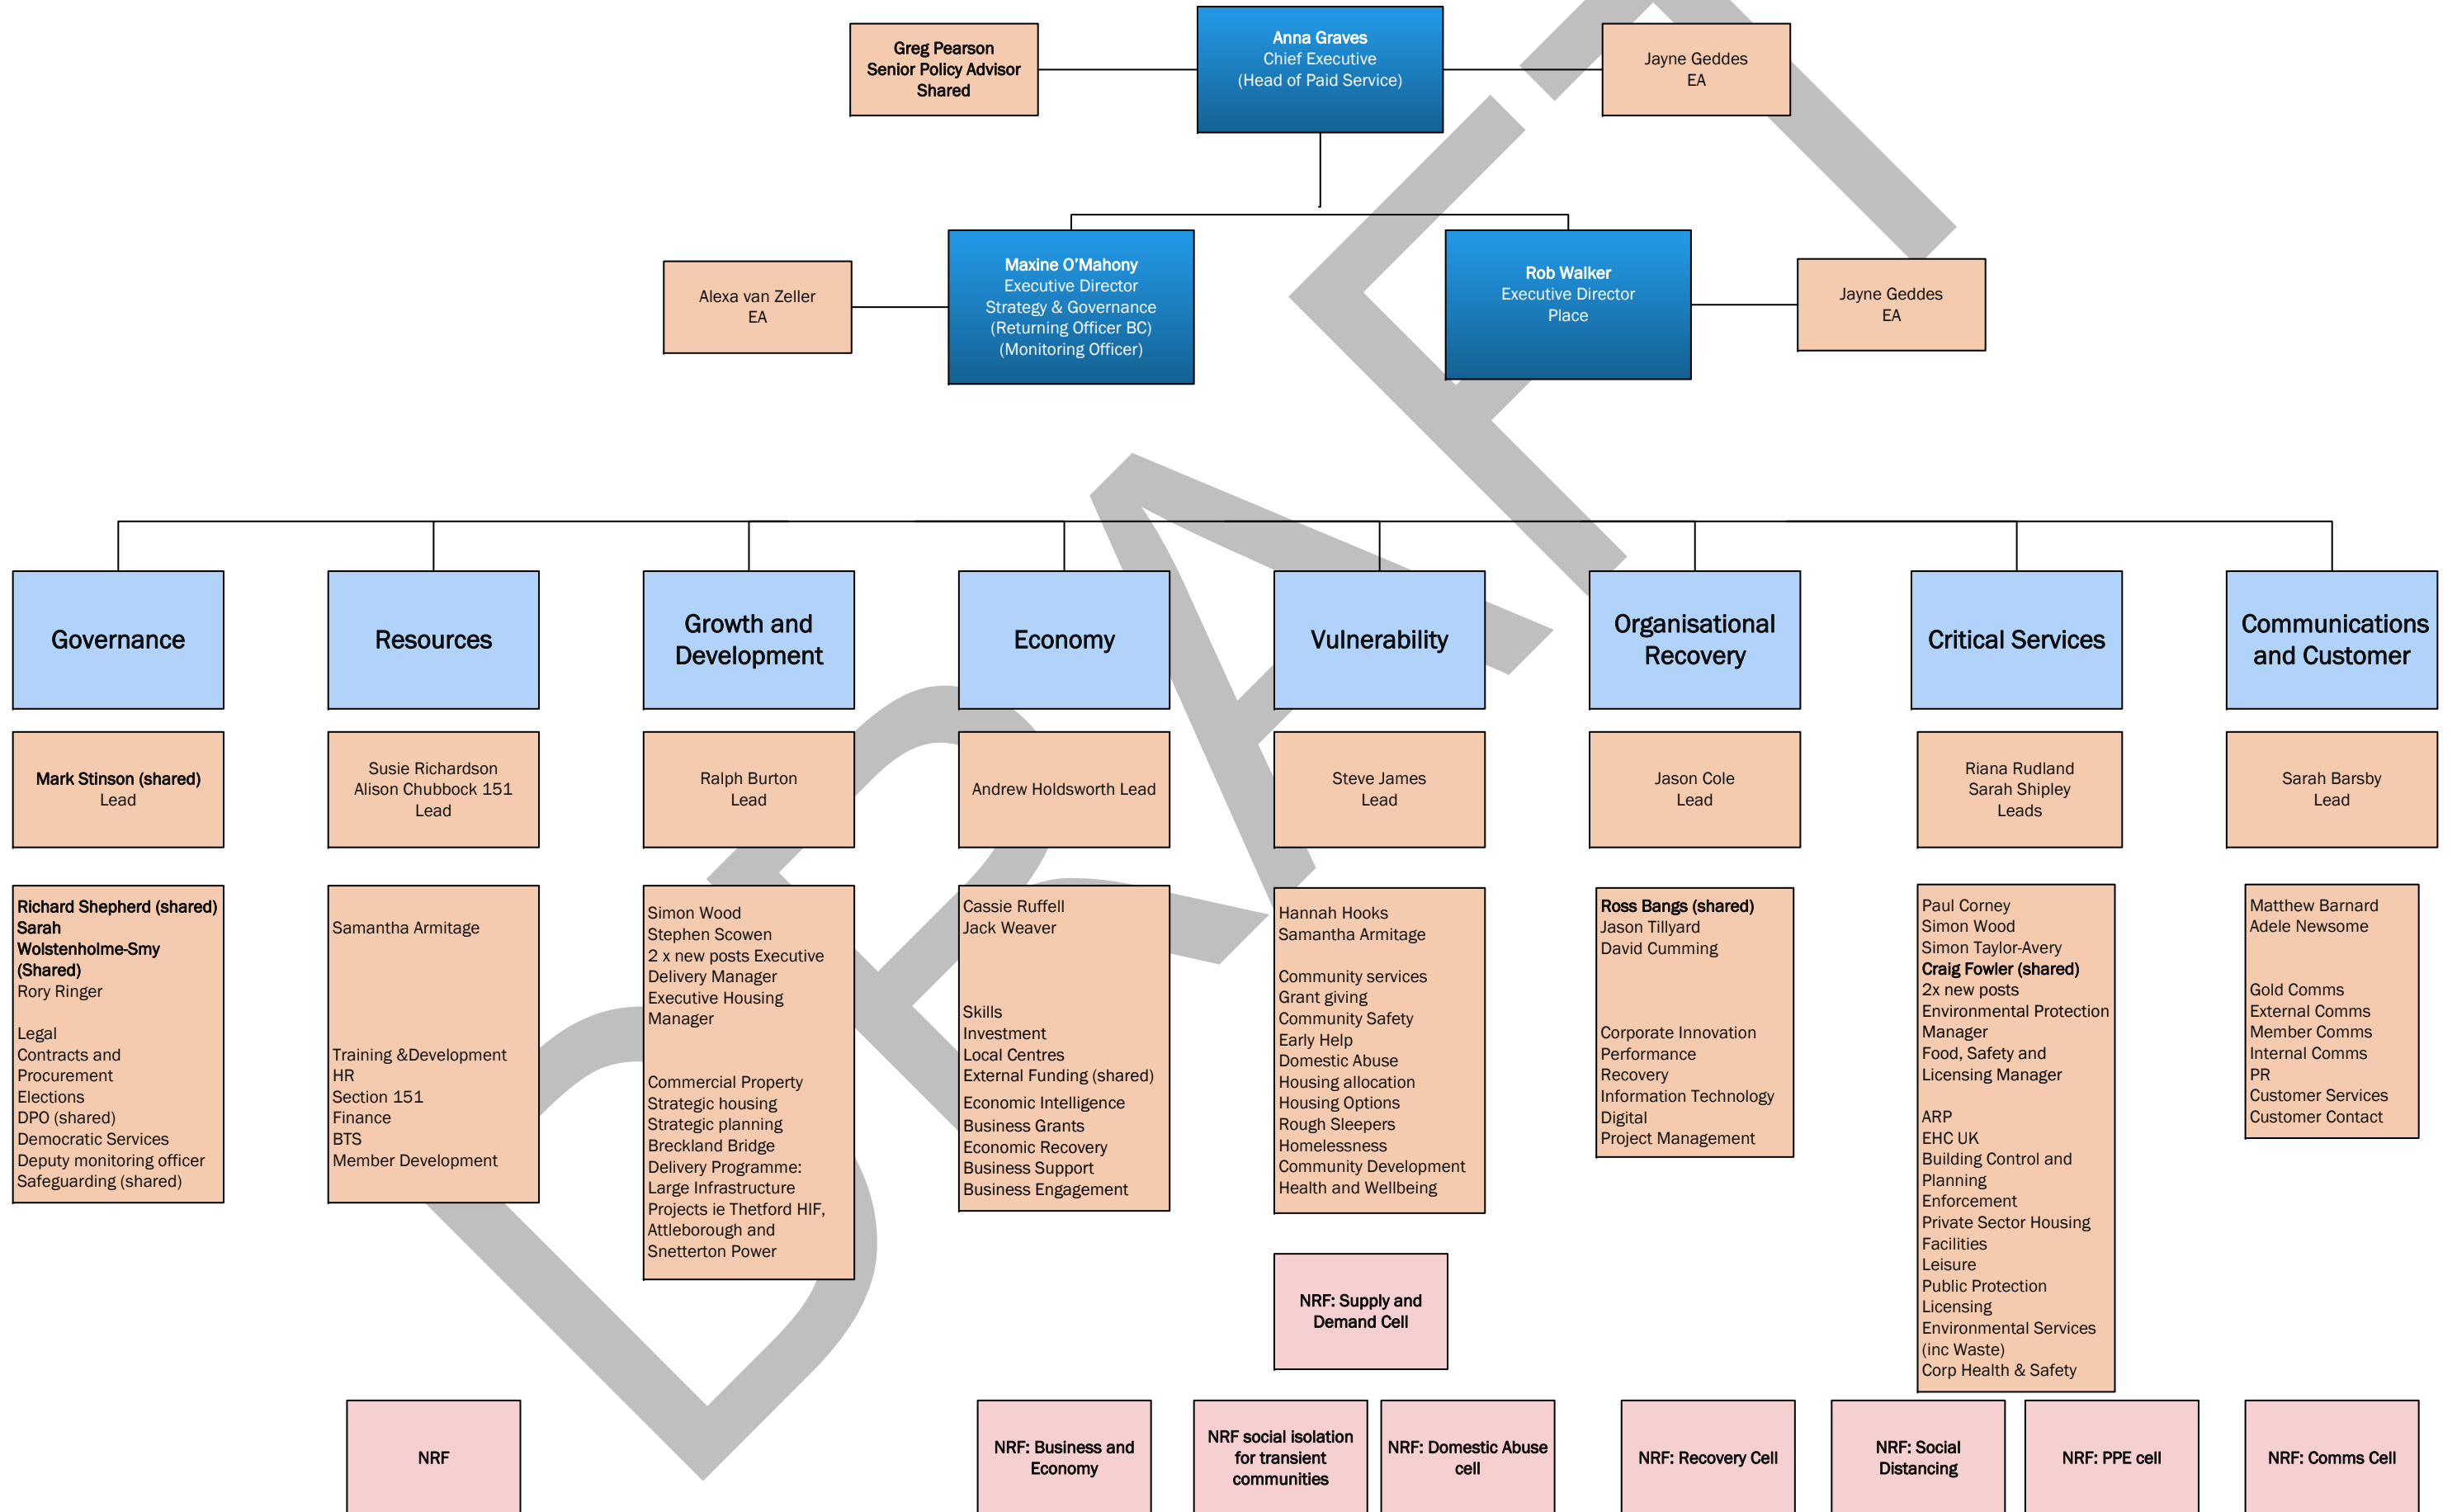 Greg Pearson
Senior Policy Advisor
Shared
Anna Graves
Chief Executive
(Head of Paid Service)
Jayne Geddes
EA
Alexa van Zeller
EA
Maxine O'Mahony
Executive Director
Strategy & Governance
(Returning Officer BC)
(Monitoring Officer)
Rob Walker
Executive Director
Place
Jayne Geddes
EA
DRAFT
Governance
Resources
Growth and
Development
Economy
Vulnerability
Organisational
Recovery
Critical Services
Communications
and Customer
Mark Stinson (shared)
Lead
Susie Richardson
Alison Chubbock 151
Lead
Ralph Burton
Lead
Andrew Holdsworth Lead
Steve James
Lead
Jason Cole
Lead
Riana Rudland
Sarah Shipley
Leads
Sarah Barsby
Lead
Richard Shepherd (shared)
Sarah
Wolstenholme-Smy
(Shared)
Rory Ringer
Legal
Contracts and
Procurement
Elections
DPO (shared)
Democratic Services
Deputy monitoring officer
Safeguarding (shared)
Samantha Armitage
Training &Development
HR
Section 151
Finance
BTS
Member Development
Simon Wood
Stephen Scowen
2 x new posts Executive
Delivery Manager
Executive Housing
Manager
Commercial Property
Strategic housing
Strategic planning
Breckland Bridge
Delivery Programme:
Large Infrastructure
Projects ie Thetford HIF,
Attleborough and
Snetterton Power
Cassie Ruffell
Jack Weaver
Skills
Investment
Local Centres
External Funding (shared)
Economic Intelligence
Business Grants
Economic Recovery
Business Support
Business Engagement
Hannah Hooks
Samantha Armitage
Community services
Grant giving
Community Safety
Early Help
Domestic Abuse
Housing allocation
Housing Options
Rough Sleepers
Homelessness
Community Development
Health and Wellbeing
Ross Bangs (shared)
Jason Tillyard
David Cumming
Corporate Innovation
Performance
Recovery
Information Technology
Digital
Project Management
Paul Corney
Simon Wood
Simon Taylor-Avery
Craig Fowler (shared)
2x new posts
Environmental Protection
Manager
Food, Safety and
Licensing Manager
ARP
EHC UK
Building Control and
Planning
Enforcement
Private Sector Housing
Facilities
Leisure
Public Protection
Licensing
Environmental Services
(inc Waste)
Corp Health & Safety
Matthew Barnard
Adele Newsome
Gold Comms
External Comms
Member Comms
Internal Comms
PR
Customer Services
Customer Contact
NRF: Supply and
Demand Cell
NRF
NRF: Business and
Economy
NRF social isolation
for transient
communities
NRF: Domestic Abuse
cell
NRF: Recovery Cell
NRF: Social
Distancing
NRF: PPE cell
NRF: Comms Cell